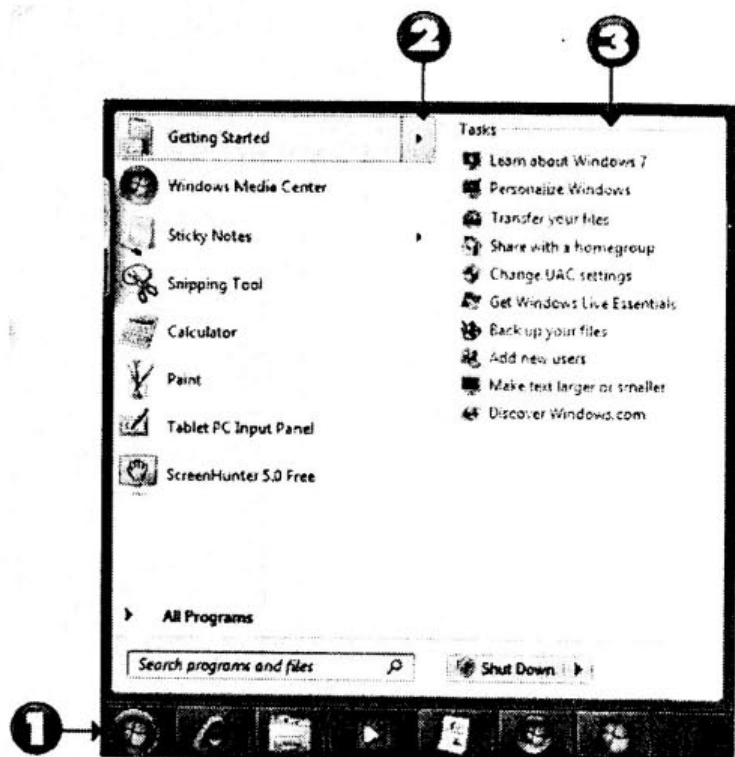 2
3
Getting Started
Windows Media Center
Sticky Notes
Snipping Tool
Calculator
Paint
Tablet PC Input Panel
ScreenHunter 5.0 Free
All Programs
Search programs and files
Tasks
Learn about Windows 7
Personalize Windows
Transfer your files
Share with a homegroup
Change UAC settings
Get Windows Live Essentials
Back up your files
Add new users
Make text larger or smaller
Discover Windows.com
Shut Down
1